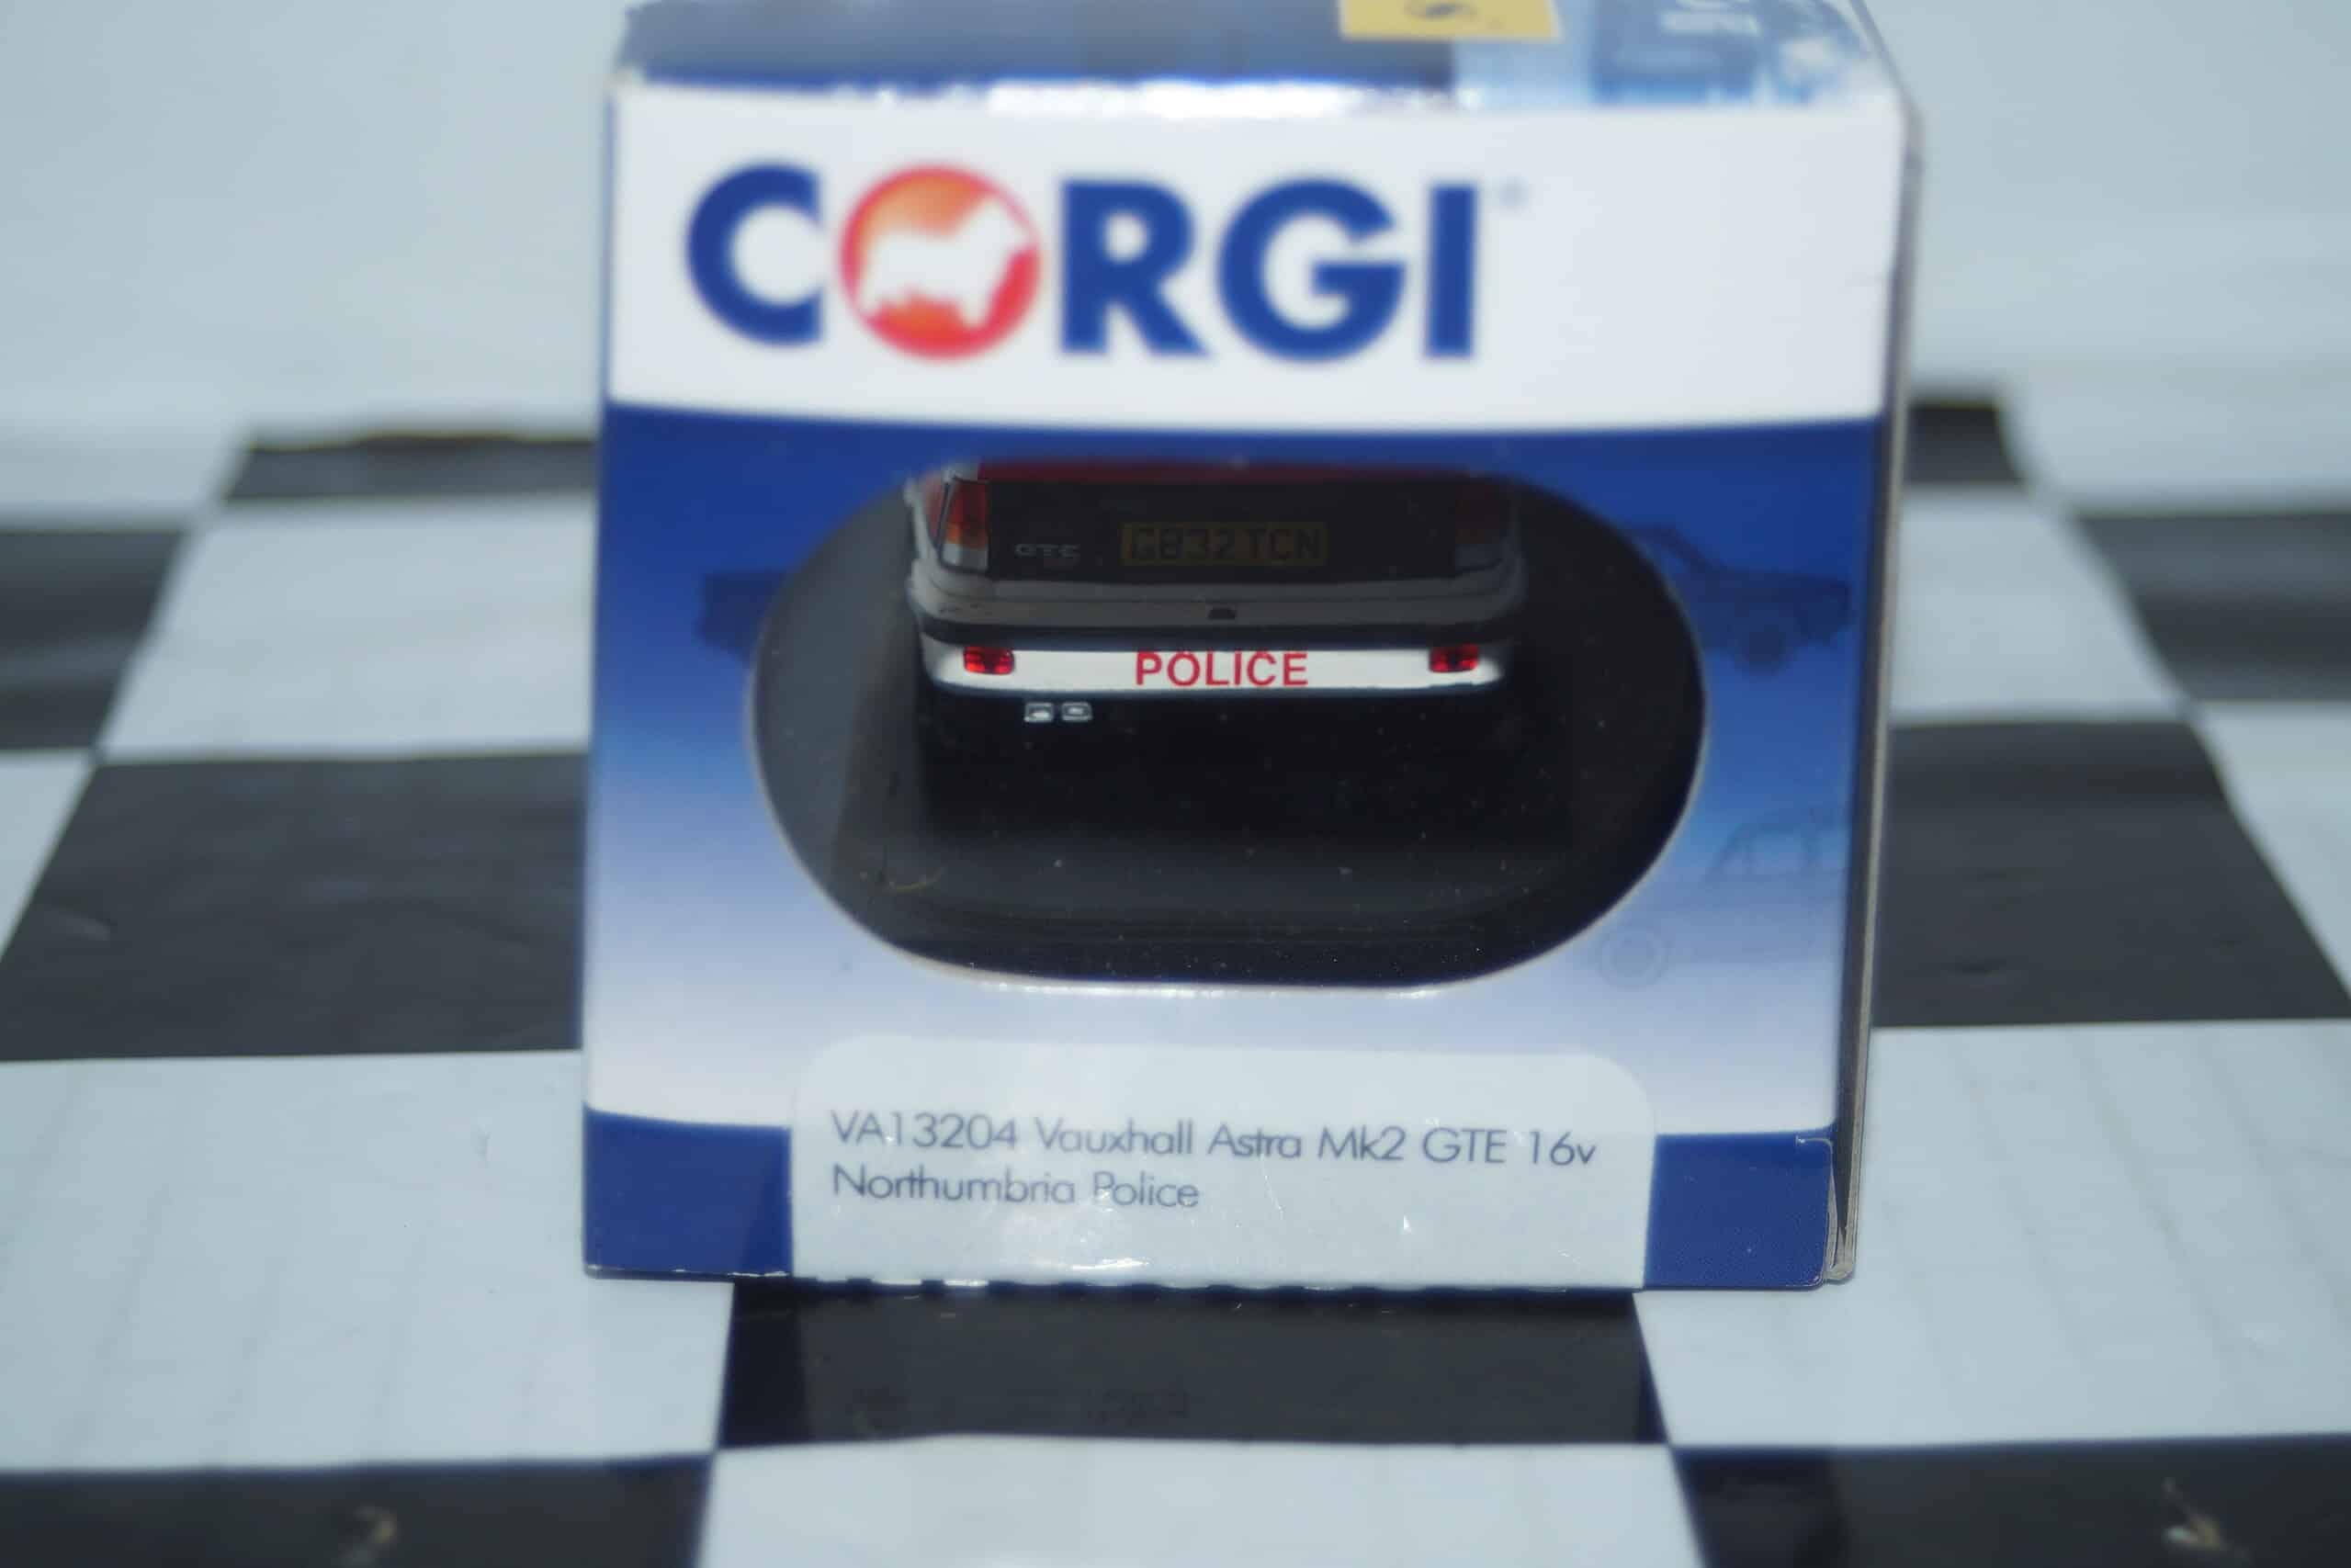 CORGI
GTE
POLICE
VA13204 Vauxhall Astra Mk2 GTE 16v
Northumbria Police